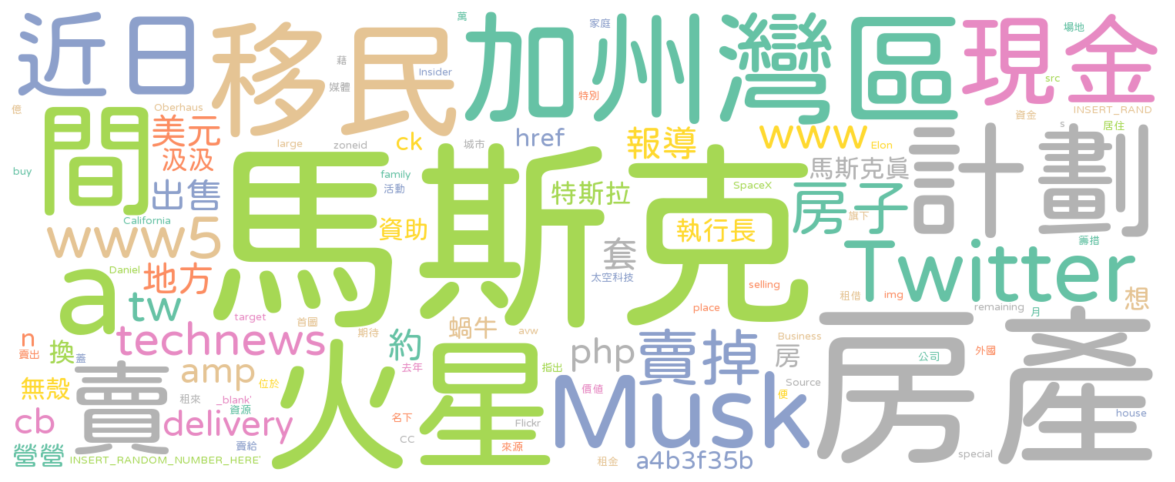 近日
移民
加州灣區
現金
萬
家庭
場地
藉
Insider
媒體
特別
src
偲
Oberhaus
INSERT_RAND
資金
間
美元
ck
href
報導
www
s
居住
計劃
large
zoneid
城市
Elon
汲汲
buy
family
活動
馬斯克
SpaceX
馬斯克真
出售
特斯拉
房子
旗下
California
資助
執行長
籌措
www5
套
Twitter
a
Daniel
地方
太空科技
selling
租借
img
想
tw
place
remaining
月
target
首圖
期待
蝸牛
avw
Business
n
technews
約
php
賣掉
房
公司
外國
房產
賣出
換
蓋
賣
火星
去年
指出
無殼
amp
位於
Source
租來
_blank'
資源
價值
Musk
便
house
cb
delivery
名下
Flickr
CC
來源
營營
賣給
special
INSERT_RANDOM_NUMBER_HERE'
租金
a4b3f35b